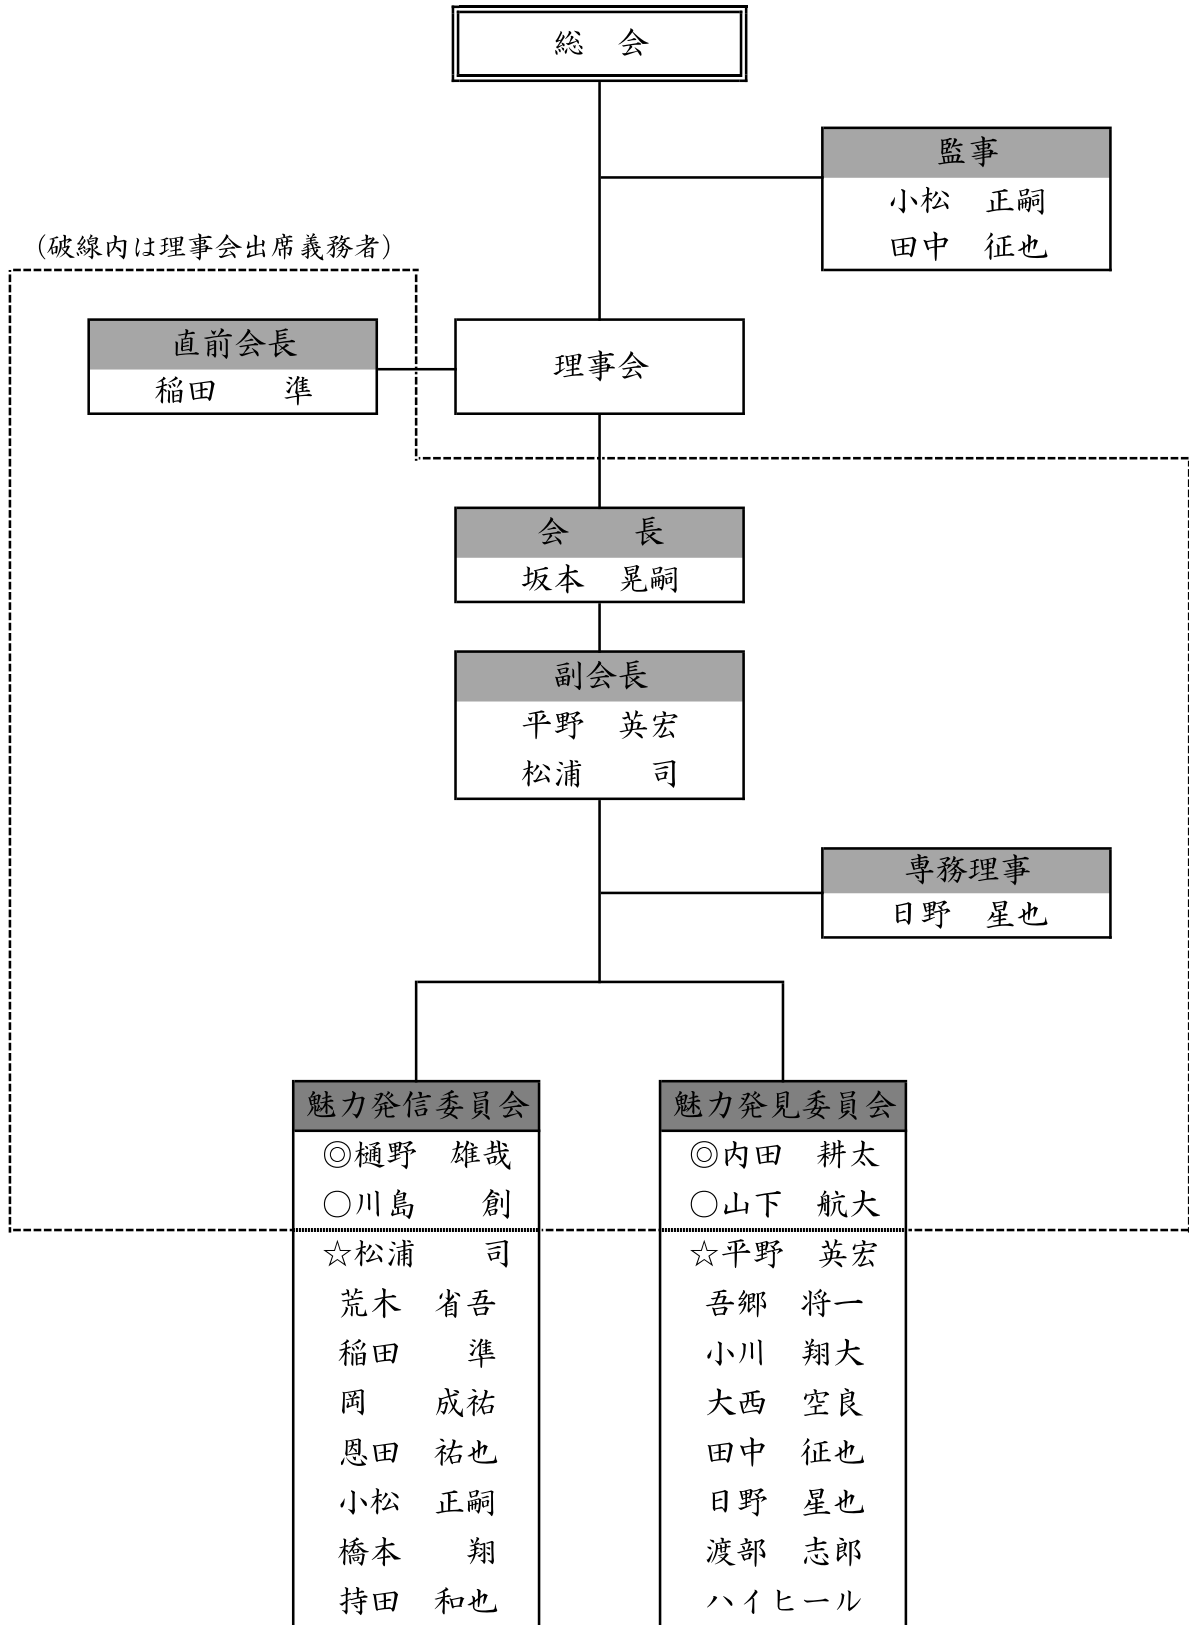 総　会
監事
小松　正嗣
田中　征也
（破線内は理事会出席義務者）
直前会長
稲田　　準
理事会
会　　長
坂本　晃嗣
副会長
平野　英宏
松浦　　司
専務理事
日野　星也
魅力発信委員会
◎樋野　雄哉
○川島　　創
☆松浦　　司
荒木　省吾
稲田　　準
岡　　成祐
恩田　祐也
小松　正嗣
橋本　　翔
持田　和也
魅力発見委員会
◎内田　耕太
○山下　航大
☆平野　英宏
吾郷　将一
小川　翔大
大西　空良
田中　征也
日野　星也
渡部　志郎
ハイヒール